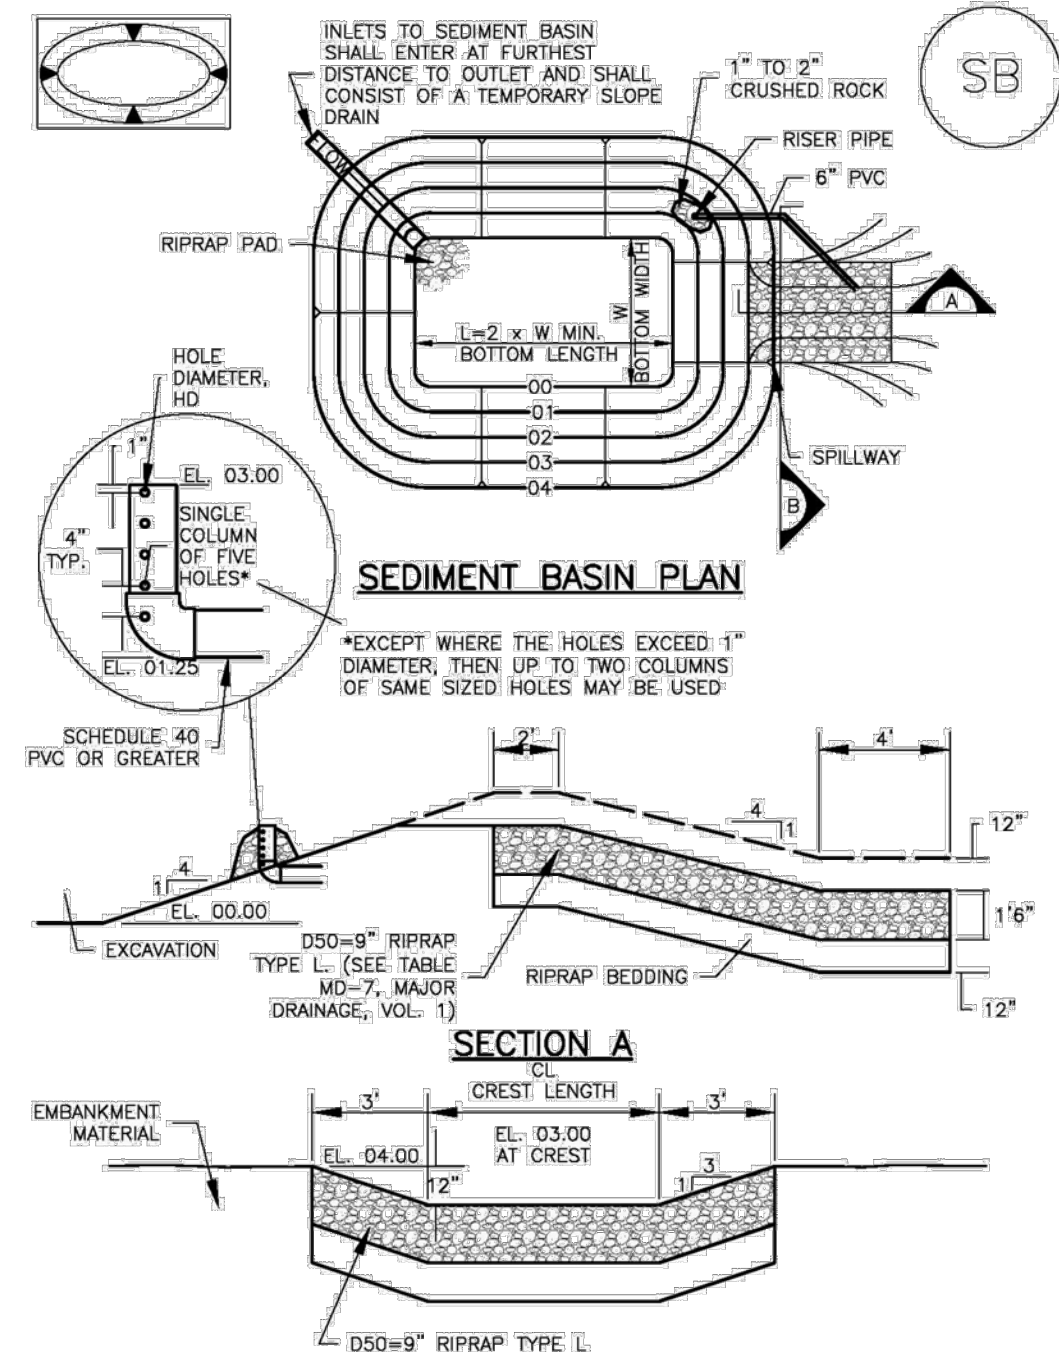 INLETS TO SEDIMENT BASIN
SHALL ENTER AT FURTHEST
DISTANCE TO OUTLET AND SHALL
CONSIST OF A TEMPORARY SLOPE
DRAIN
SB
1" TO 2"
CRUSHED ROCK
RISER PIPE
6" PVC
FLOW
RIPRAP PAD
A
W
BOTTOM WIDTH
L=2 x W MIN.
BOTTOM LENGTH
00
01
02
03
04
SPILLWAY
B
HOLE
DIAMETER,
HD
1"
EL. 03.00
4"
TYP.
SINGLE
COLUMN
OF FIVE
HOLES*
EL. 01.25
SCHEDULE 40
PVC OR GREATER
SEDIMENT BASIN PLAN
*EXCEPT WHERE THE HOLES EXCEED 1"
DIAMETER, THEN UP TO TWO COLUMNS
OF SAME SIZED HOLES MAY BE USED
2'
4'
4
1
12"
4
1
EL. 00.00
1'6"
EXCAVATION
D50=9" RIPRAP
TYPE L. (SEE TABLE
MD-7, MAJOR
DRAINAGE, VOL. 1)
RIPRAP BEDDING
12"
SECTION A
CL
CREST LENGTH
3'
3'
EMBANKMENT
MATERIAL
EL. 04.00
EL. 03.00
AT CREST
12"
3
1
D50=9" RIPRAP TYPE L